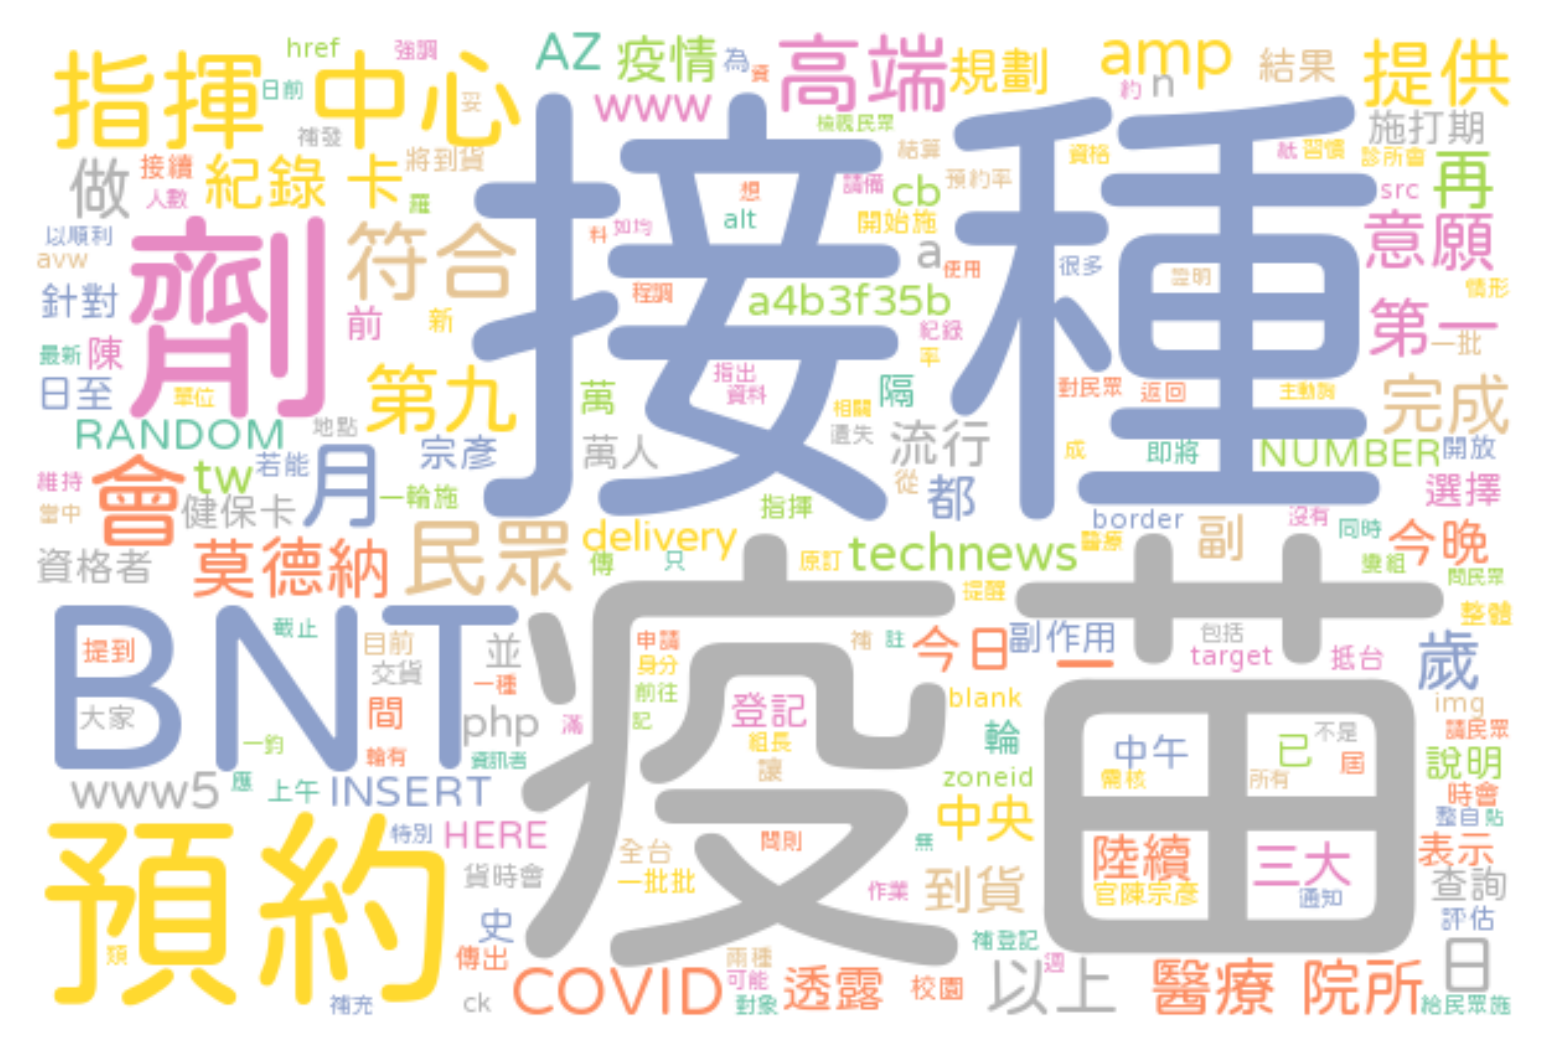 href
強調
AZ
疫情
為
資
高端
規劃
amp
n
約
結果
提供
指揮
中心
日前
妥
www
檢視民眾
施打期
補發
將到貨
結算
資格
紙
習慣
診所會
再
做
接續
人數
紀錄
卡
羅
接種
想
alt
請備
cb
預約率
src
意願
以順利
avw
劑
符合
料
如均
開始施
a
使用
很多
證明
情形
針對
前
新
程調
a4b3f35b
紀錄
率
第一
一批
最新
陳
日至
單位
第九
指出
資料
萬
隔
對民眾
返回
主動詢
完成
RANDOM
地點
宗彥
萬人
相關
遺失
流行
成
即將
NUMBER
開放
維持
當中
會
tw
若能
月
一輪施
健保卡
指揮
從
都
選擇
border
副
沒有
同時
今晚
資格者
莫德納
民眾
delivery
傳
只
原訂
technews
醫療
問民眾
疫苗
提醒
整體
BNT
提到
截止
目前
並
申請
身分
前往
記
補
註
今日
副作用
一
包括
target
抵台
歲
大家
交貨
一種
間
php
滿
登記
組長
讓
blank
輪
img
請民眾
一鈞
輪有
資訊者
中午
需核
已
不是
所有
屆
說明
www5
應
上午
INSERT
zoneid
時會
整自
貼
預約
特別
HERE
全台
一批批
問則
無
中央
陸續
官陳宗彥
三大
通知
表示
查詢
貨時會
作業
到貨
評估
史
補登記
類
傳出
兩種
可能
對象
週
日
補充
ck
COVID
透露
校園
以上
醫療
院所
給民眾施